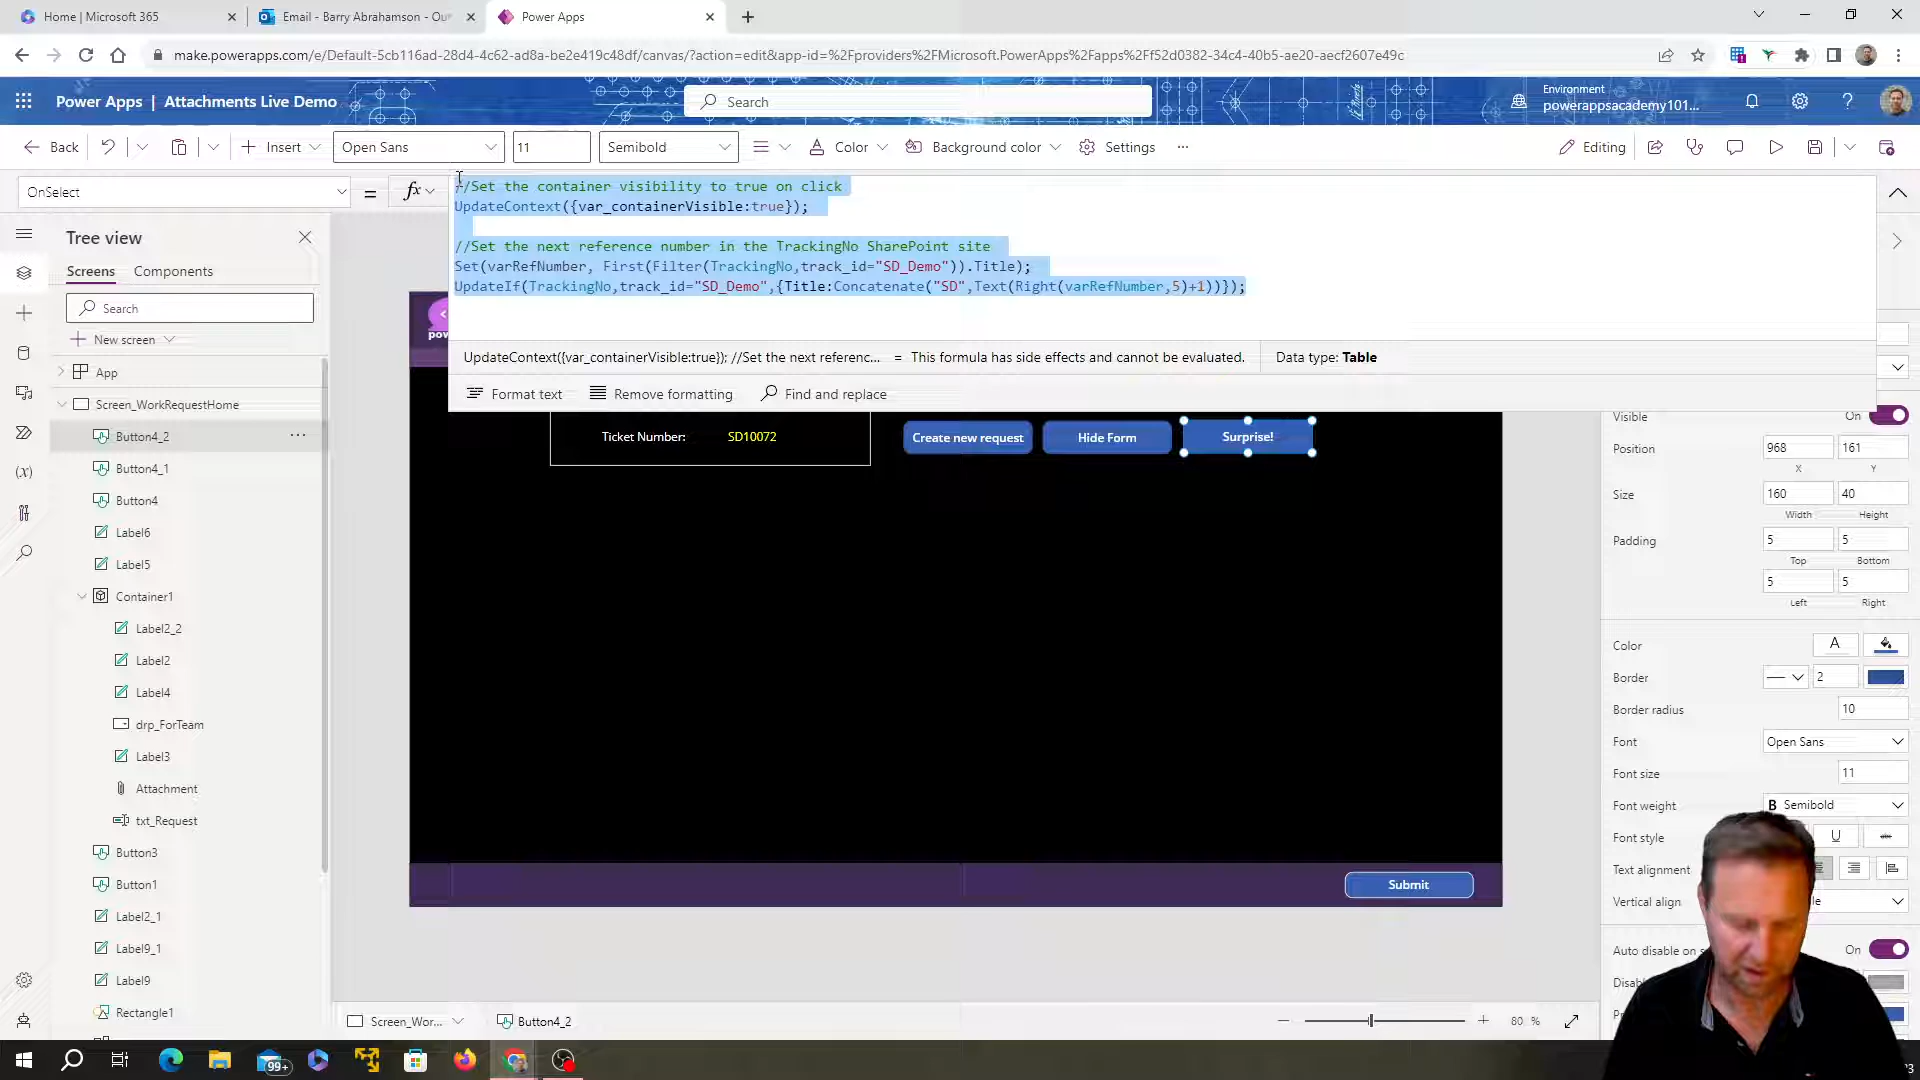 Home | Microsoft 365
Email - Barry Abrahamson - Ou
Power Apps
make.powerapps.com/e/Default-5cb116ad-28d4-4c62-ad8a-be2e419c48df/canvas/?action=edit&app-id=%2Fproviders%2FMicrosoft.PowerApps%2Fapps%2Ff52d0382-34c4-40b5-ae20-aecf2607e49c
Power Apps | Attachments Live Demo
Search
Environment
powerappsacademy101...
Back
Insert
Open Sans
11
Semibold
Color
Background color
Settings
Editing
OnSelect
=
fx
//Set the container visibility to true on click
UpdateContext({var_containerVisible:true});
//Set the next reference number in the TrackingNo SharePoint site
Set(varRefNumber, First(Filter(TrackingNo,track_id="SD_Demo")).Title);
UpdateIf(TrackingNo,track_id="SD_Demo",{Title:Concatenate("SD",Text(Right(varRefNumber,5)+1))});
UpdateContext({var_containerVisible:true}); //Set the next referenc... = This formula has side effects and cannot be evaluated.
Data type: Table
Format text
Remove formatting
Find and replace
Tree view
Screens
Components
Search
New screen
App
Screen_WorkRequestHome
Button4_2
Button4_1
Button4
Label6
Label5
Container1
Label2_2
Label2
Label4
drp_ForTeam
Label3
Attachment
txt_Request
Button3
Button1
Label2_1
Label9_1
Label9
Rectangle1
pow
Ticket Number: SD10072
Create new request
Hide Form
Surprise!
Submit
Visible On
Position 968 161
X Y
Size 160 40
Width Height
Padding 5 5
Top Bottom
5 5
Left Right
Color A
Border 2
Border radius 10
Font Open Sans
Font size 11
Font weight B Semibold
Font style U
Text alignment
Vertical align
Auto disable on s On
Screen_Wor...
Button4_2
80 %
99+